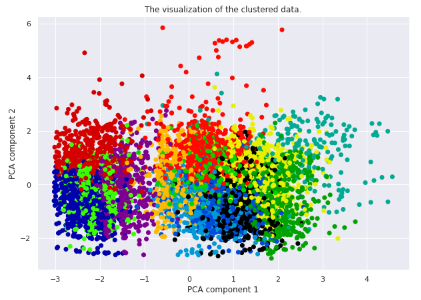 The visualization of the clustered data.
PCA component 2
6
4
2
0
−2
−3 −2 −1 0 1 2 3 4
PCA component 1